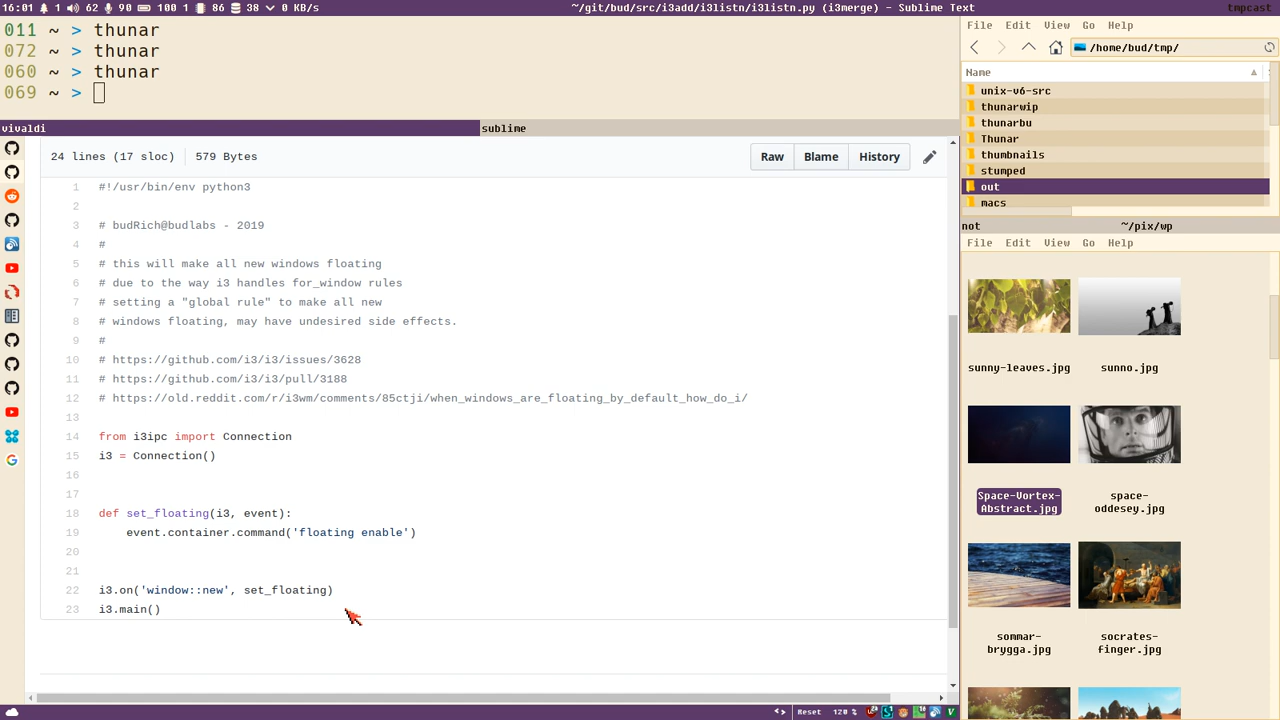 16:01 1 62 90 100 1 86 38 0 KB/s
~/git/bud/src/i3add/i3listn/i3listn.py (i3merge) - Sublime Text
tmpcast
011 ~ > thunar
072 ~ > thunar
060 ~ > thunar
069 ~ >
vivaldi
sublime
24 lines (17 sloc) 579 Bytes
Raw Blame History
1 #!/usr/bin/env python3
2
3 # budRich@budlabs - 2019
4 #
5 # this will make all new windows floating
6 # due to the way i3 handles for_window rules
7 # setting a "global rule" to make all new
8 # windows floating, may have undesired side effects.
9 #
10 # https://github.com/i3/i3/issues/3628
11 # https://github.com/i3/i3/pull/3188
12 # https://old.reddit.com/r/i3wm/comments/85ctji/when_windows_are_floating_by_default_how_do_i/
13
14 from i3ipc import Connection
15 i3 = Connection()
16
17
18 def set_floating(i3, event):
19 event.container.command('floating enable')
20
21
22 i3.on('window::new', set_floating)
23 i3.main()
Reset 120 %
File Edit View Go Help
/home/bud/tmp/
Name
unix-v6-src
thunarwip
thunarbu
Thunar
thumbnails
stumped
out
macs
not
~/pix/wp
File Edit View Go Help
sunny-leaves.jpg
sunno.jpg
Space-Vortex-
Abstract.jpg
space-
oddesey.jpg
sommar-
brygga.jpg
socrates-
finger.jpg